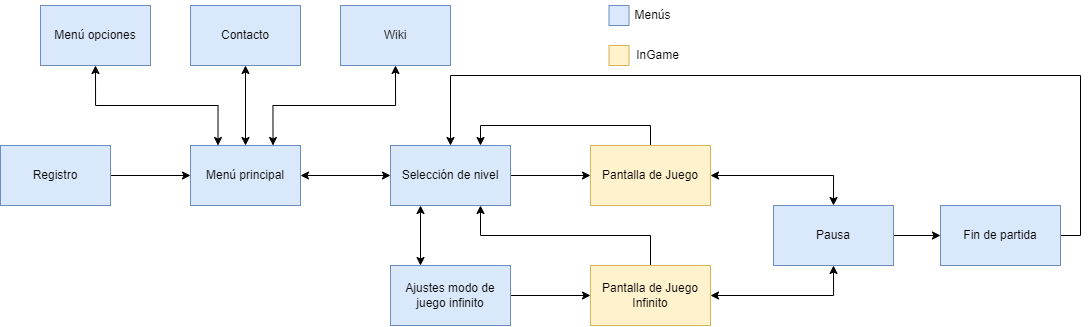 Menú opciones
Contacto
Wiki
Menús
InGame
Registro
Menú principal
Selección de nivel
Pantalla de Juego
Pausa
Fin de partida
Ajustes modo de
juego infinito
Pantalla de Juego
Infinito